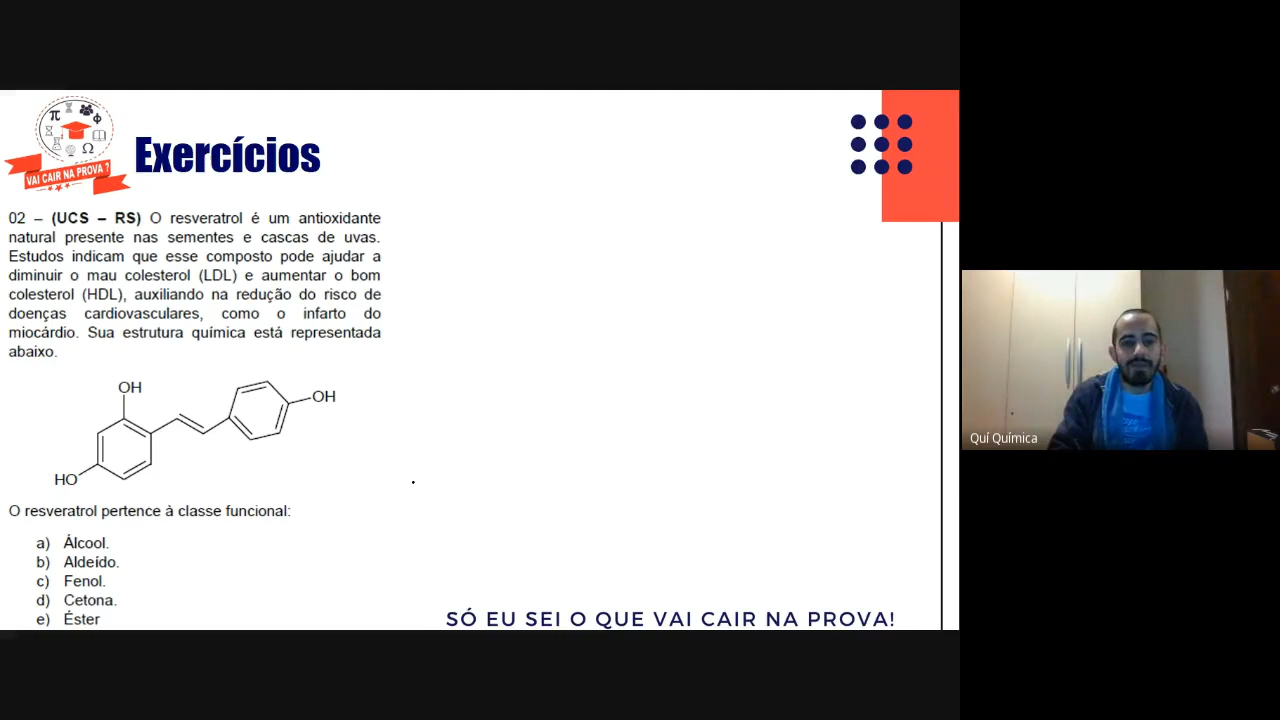 π
Φ
Ω
VAI CAIR NA PROVA ?
Exercícios
02 – (UCS – RS) O resveratrol é um antioxidante
natural presente nas sementes e cascas de uvas.
Estudos indicam que esse composto pode ajudar a
diminuir o mau colesterol (LDL) e aumentar o bom
colesterol (HDL), auxiliando na redução do risco de
doenças cardiovasculares, como o infarto do
miocárdio. Sua estrutura química está representada
abaixo.
OH
OH
HO
O resveratrol pertence à classe funcional:
a) Álcool.
b) Aldeído.
c) Fenol.
d) Cetona.
e) Éster
SÓ EU SEI O QUE VAI CAIR NA PROVA!
Quí Química